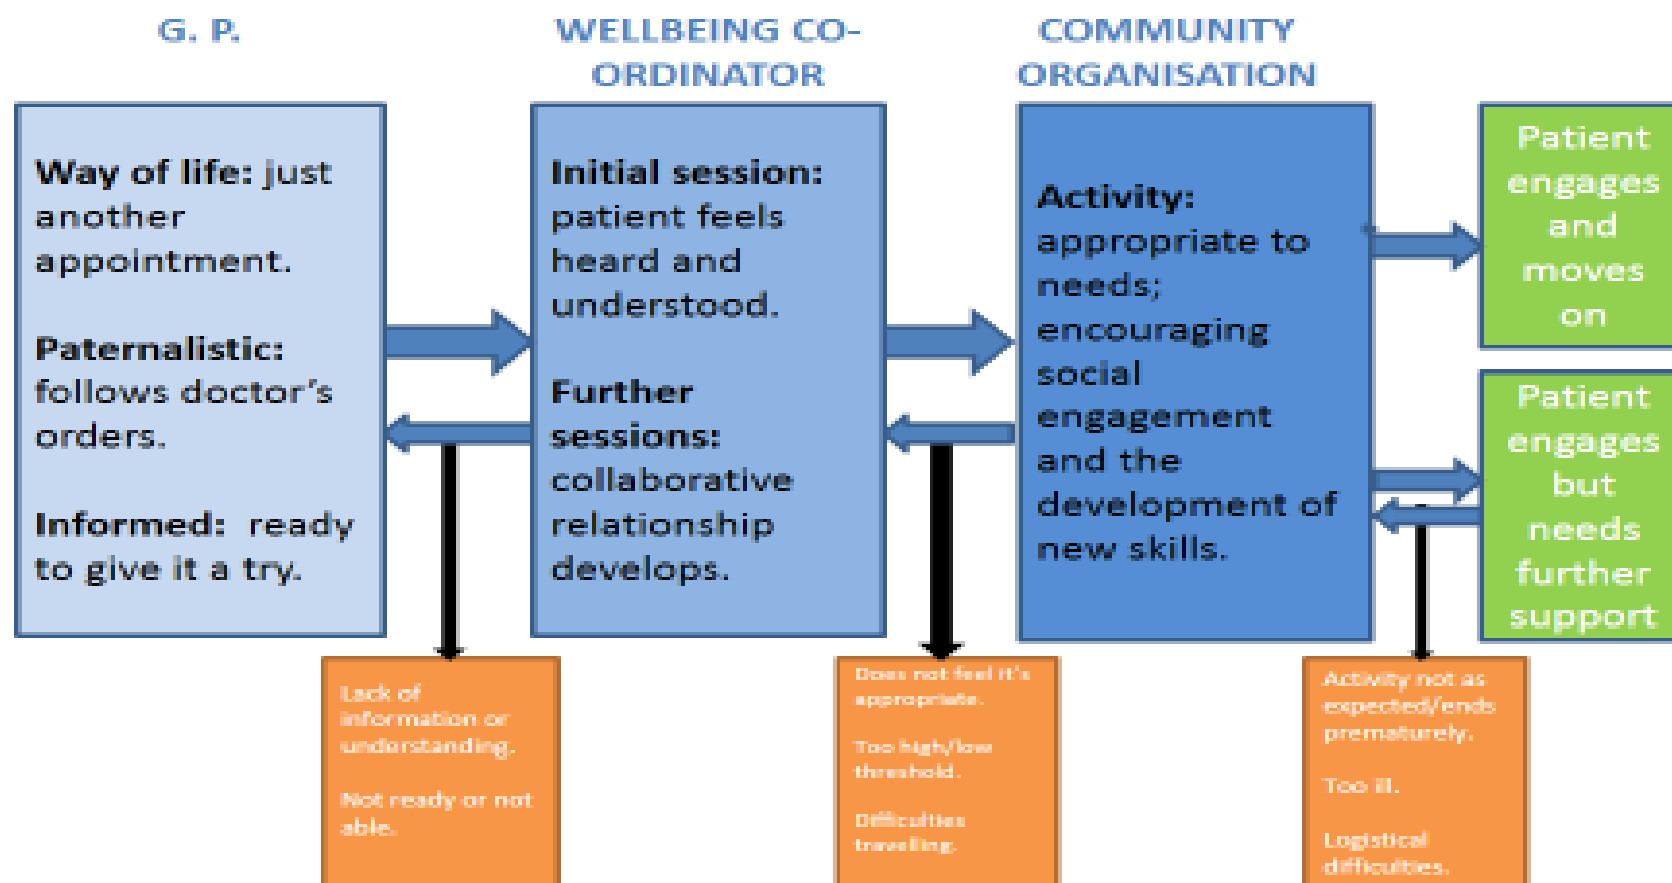 G. P.
WELLBEING CO-
ORDINATOR
COMMUNITY
ORGANISATION
Way of life: just
another
appointment.
Paternalistic:
follows doctor's
orders.
Informed: ready
to give it a try.
Initial session:
patient feels
heard and
understood.
Further
sessions:
collaborative
relationship
develops.
Activity:
appropriate to
needs;
encouraging
social
engagement
and the
development of
new skills.
Patient
engages
and
moves
on
Patient
engages
but
needs
further
support
Lack of
information or
understanding.
Not ready or not
able.
Does not feel it's
appropriate.
Too high/low
threshold.
Difficulties
travelling.
Activity not as
expected/ends
prematurely.
Too ill.
Logistical
difficulties.